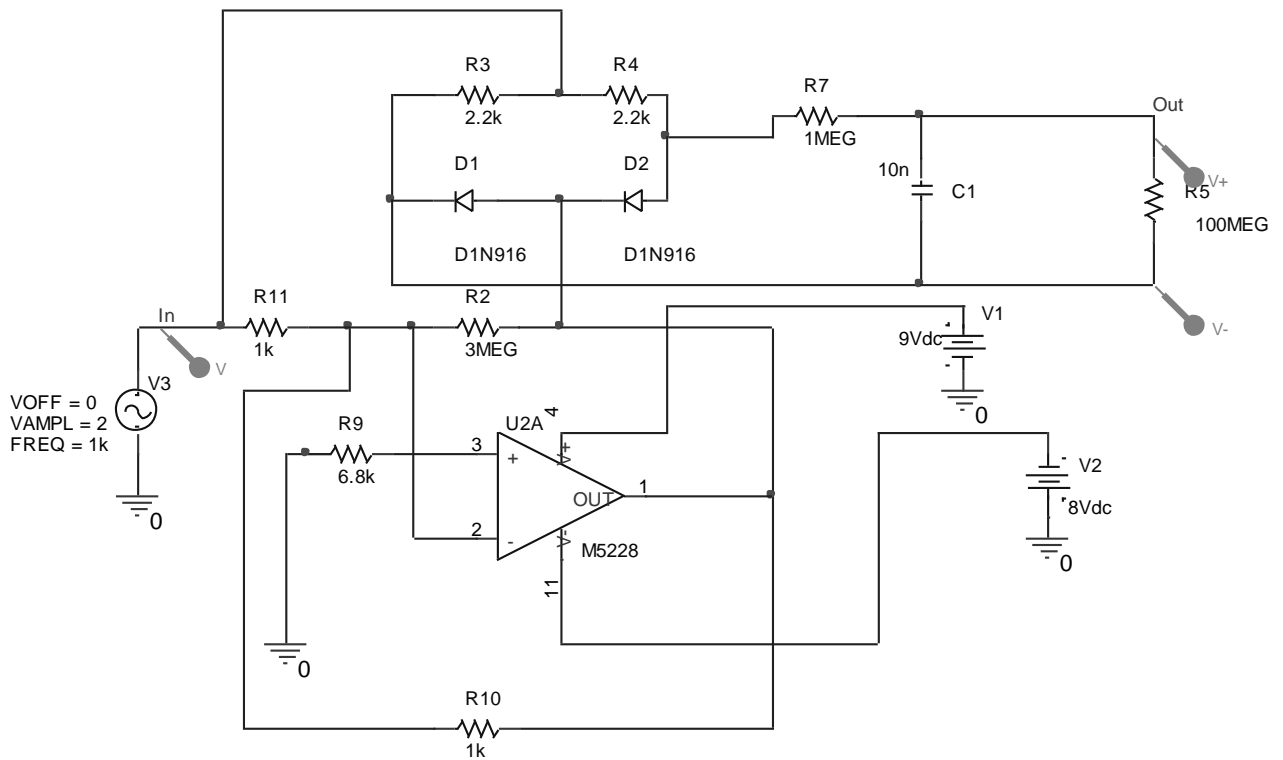 R3
R4
2.2k
2.2k
R7
1MEG
Out
V+
D1
D2
10n
C1
R5
100MEG
D1N916
D1N916
R11
1k
R2
3MEG
In
V
V1
9Vdc
0
V-
V3
VOFF = 0
VAMPL = 2
FREQ = 1k
0
R9
6.8k
U2A
4
3
+
V+
OUT
1
2
-
V-
M5228
11
V2
8Vdc
0
0
R10
1k